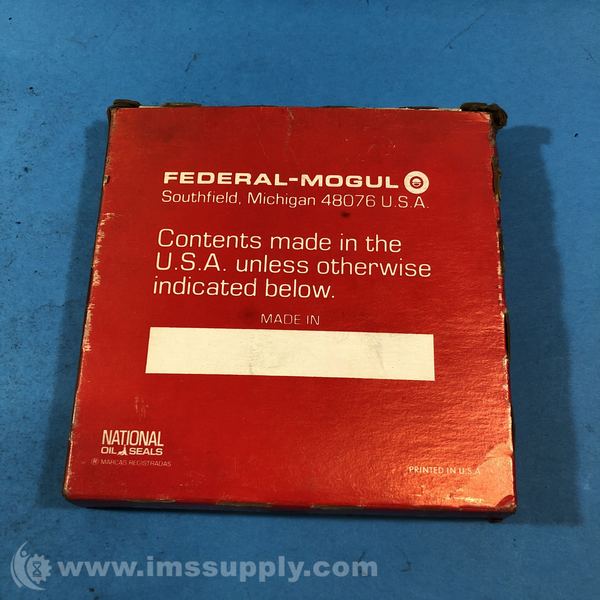 FEDERAL-MOGUL
Southfield, Michigan 48076 U.S.A.
Contents made in the
U.S.A. unless otherwise
indicated below.
MADE IN
NATIONAL
OIL SEALS
® MARCAS REGISTRADAS
PRINTED IN U.S.A
www.imssupply.com